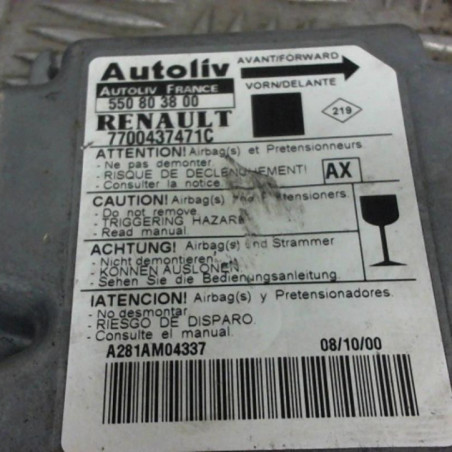 Autoliv
AVANT/FORWARD
AUTOLIV FRANCE
VORN/DELANTE
550 80 38 00
RENAULT
219
7700437471C
ATTENTION! Airbag(s) et Pretensionneurs
- Ne pas demonter.
- RISQUE DE DECLENCHEMENT!
AX
- Consulter la notice
CAUTION! Airbag(s) and Pretensioners
- Do not remove
- TRIGGERING HAZARD
- Read manual
ACHTUNG! Airbag(s) und Strammer
- Nicht demontieren
- KONNEN AUSLONEN
- Sehen Sie die Bedienungsanleitung.
IATENCION! Airbag(s) y Pretensionadores.
- No desmontar
- RIESGO DE DISPARO.
- Consulte el manual.
A281AM04337
08/10/00